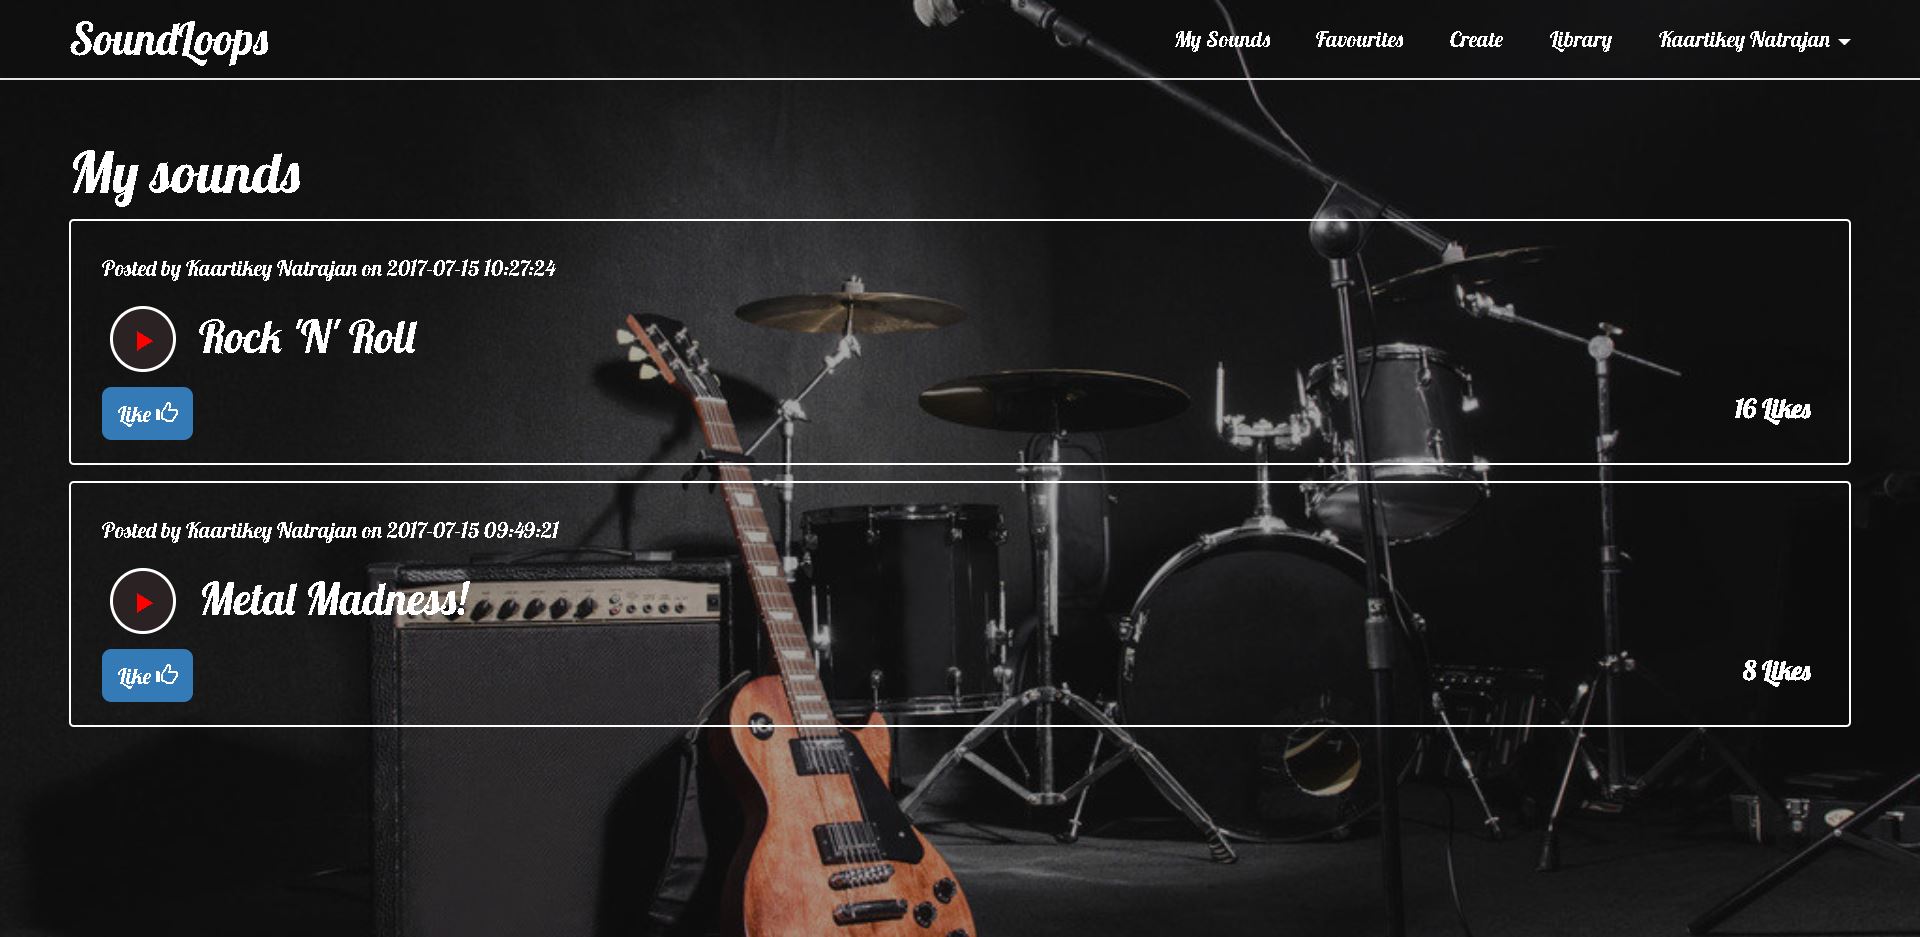 SoundLoops My Sounds Favourites Create Library Kaartikey Natrajan
My sounds
Posted by Kaartikey Natrajan on 2017-07-15 10:27:24
Rock 'N' Roll
Like
16 Likes
Posted by Kaartikey Natrajan on 2017-07-15 09:49:21
Metal Madness!
Like
8 Likes